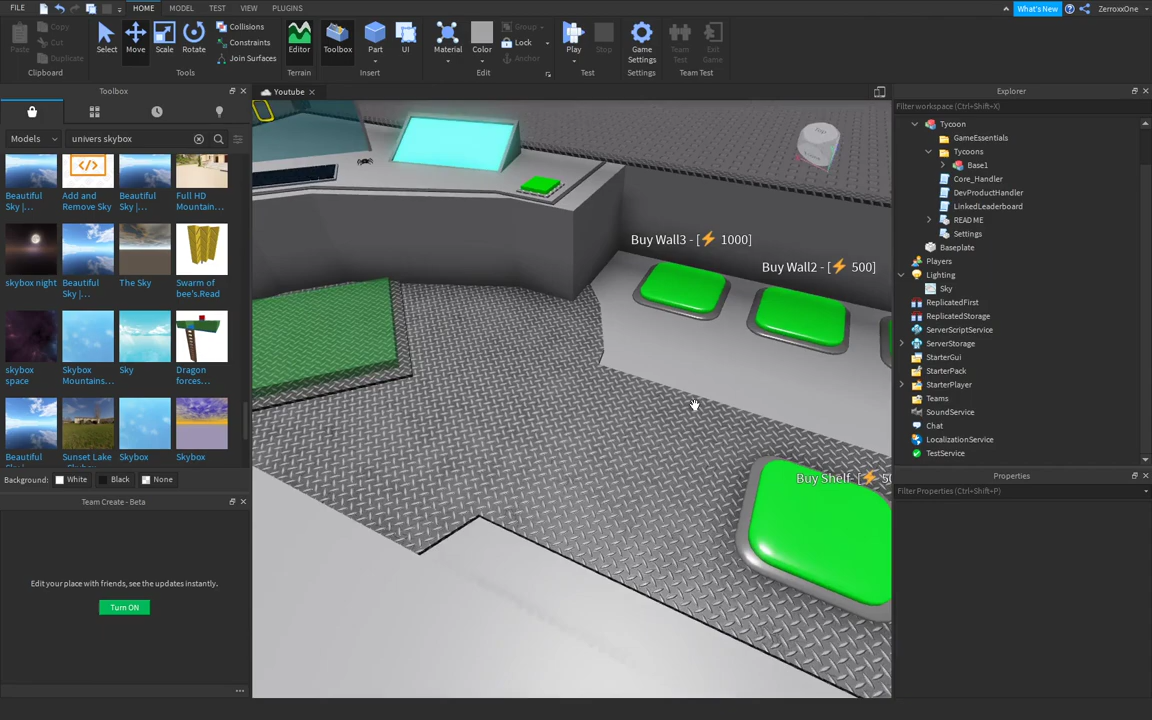 FILE HOME MODEL TEST VIEW PLUGINS What's New ZerroxxOne
Paste Copy Cut Duplicate Select Move Scale Rotate Collisions Constraints Join Surfaces Editor Toolbox Part UI Material Color Group Lock Anchor Play Stop Game Settings Team Test Exit Game
Clipboard Tools Terrain Insert Edit Test Settings Team Test
Toolbox
Models univers skybox
Beautiful Sky |... Add and Remove Sky Beautiful Sky |... Full HD Mountain...
skybox night Beautiful Sky |... The Sky Swarm of bee's.Read
skybox space Skybox Mountains... Sky Dragon forces...
Beautiful Sunset Lake Skybox Skybox
Background: White Black None
Team Create - Beta
Edit your place with friends, see the updates instantly.
Turn ON
Youtube
Buy Wall3 - [⚡ 1000]
Buy Wall2 - [⚡ 500]
Buy Shelf- [⚡ 50
Explorer
Filter workspace (Ctrl+Shift+X)
Tycoon
GameEssentials
Tycoons
Base1
Core_Handler
DevProductHandler
LinkedLeaderboard
README
Settings
Baseplate
Players
Lighting
Sky
ReplicatedFirst
ReplicatedStorage
ServerScriptService
ServerStorage
StarterGui
StarterPack
StarterPlayer
Teams
SoundService
Chat
LocalizationService
TestService
Properties
Filter Properties (Ctrl+Shift+P)